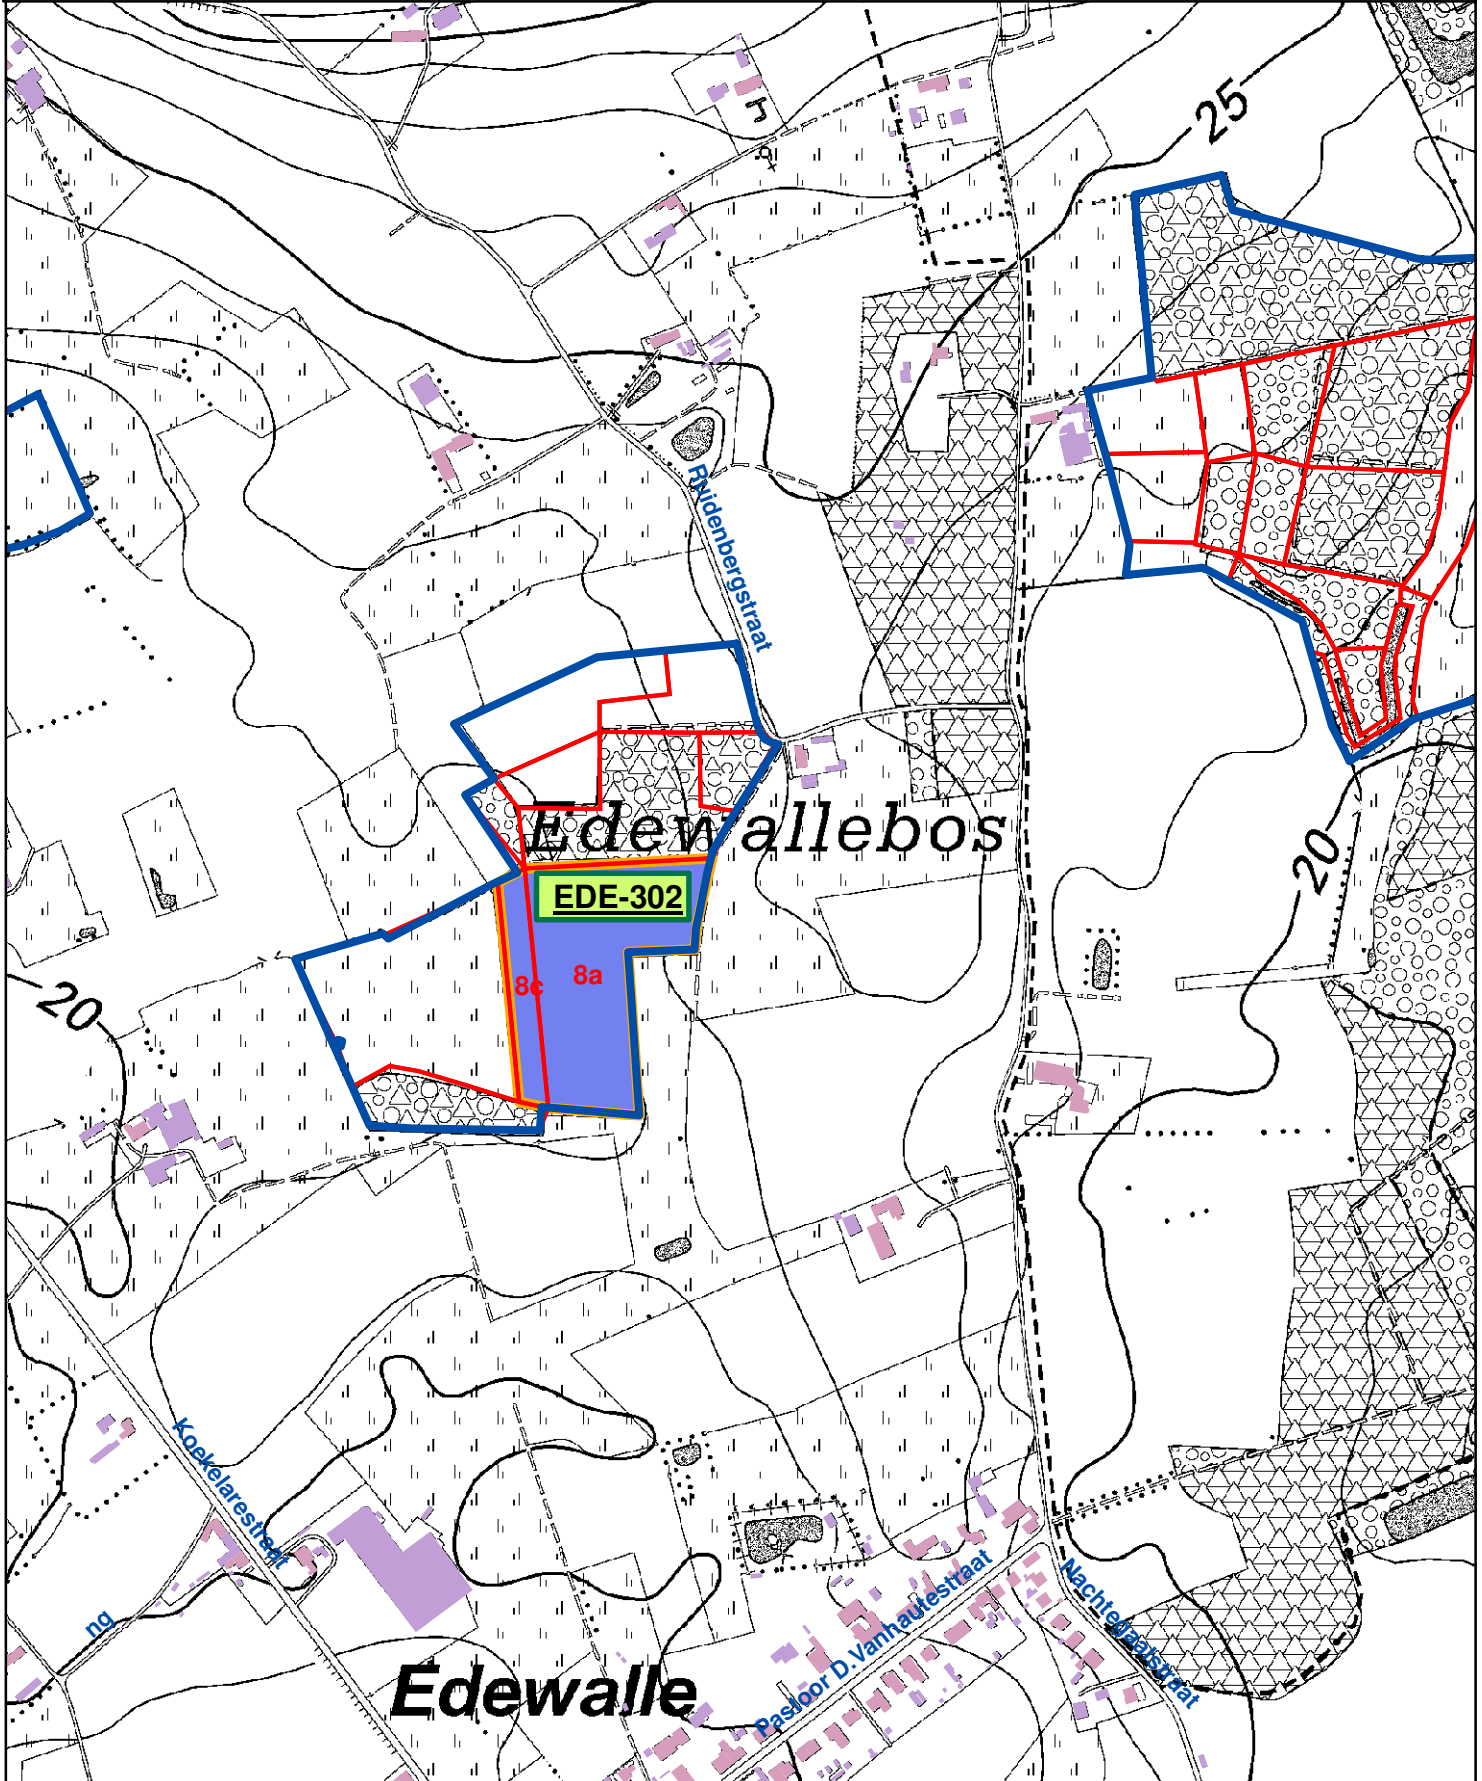 25
Ruidenbergstraat
Edewallebos
EDE-302
20
8c
8a
20
Koekelarestraat
ng
Edewalle
Pastoor D.Vanhautestraat
Nachtegaalstraat